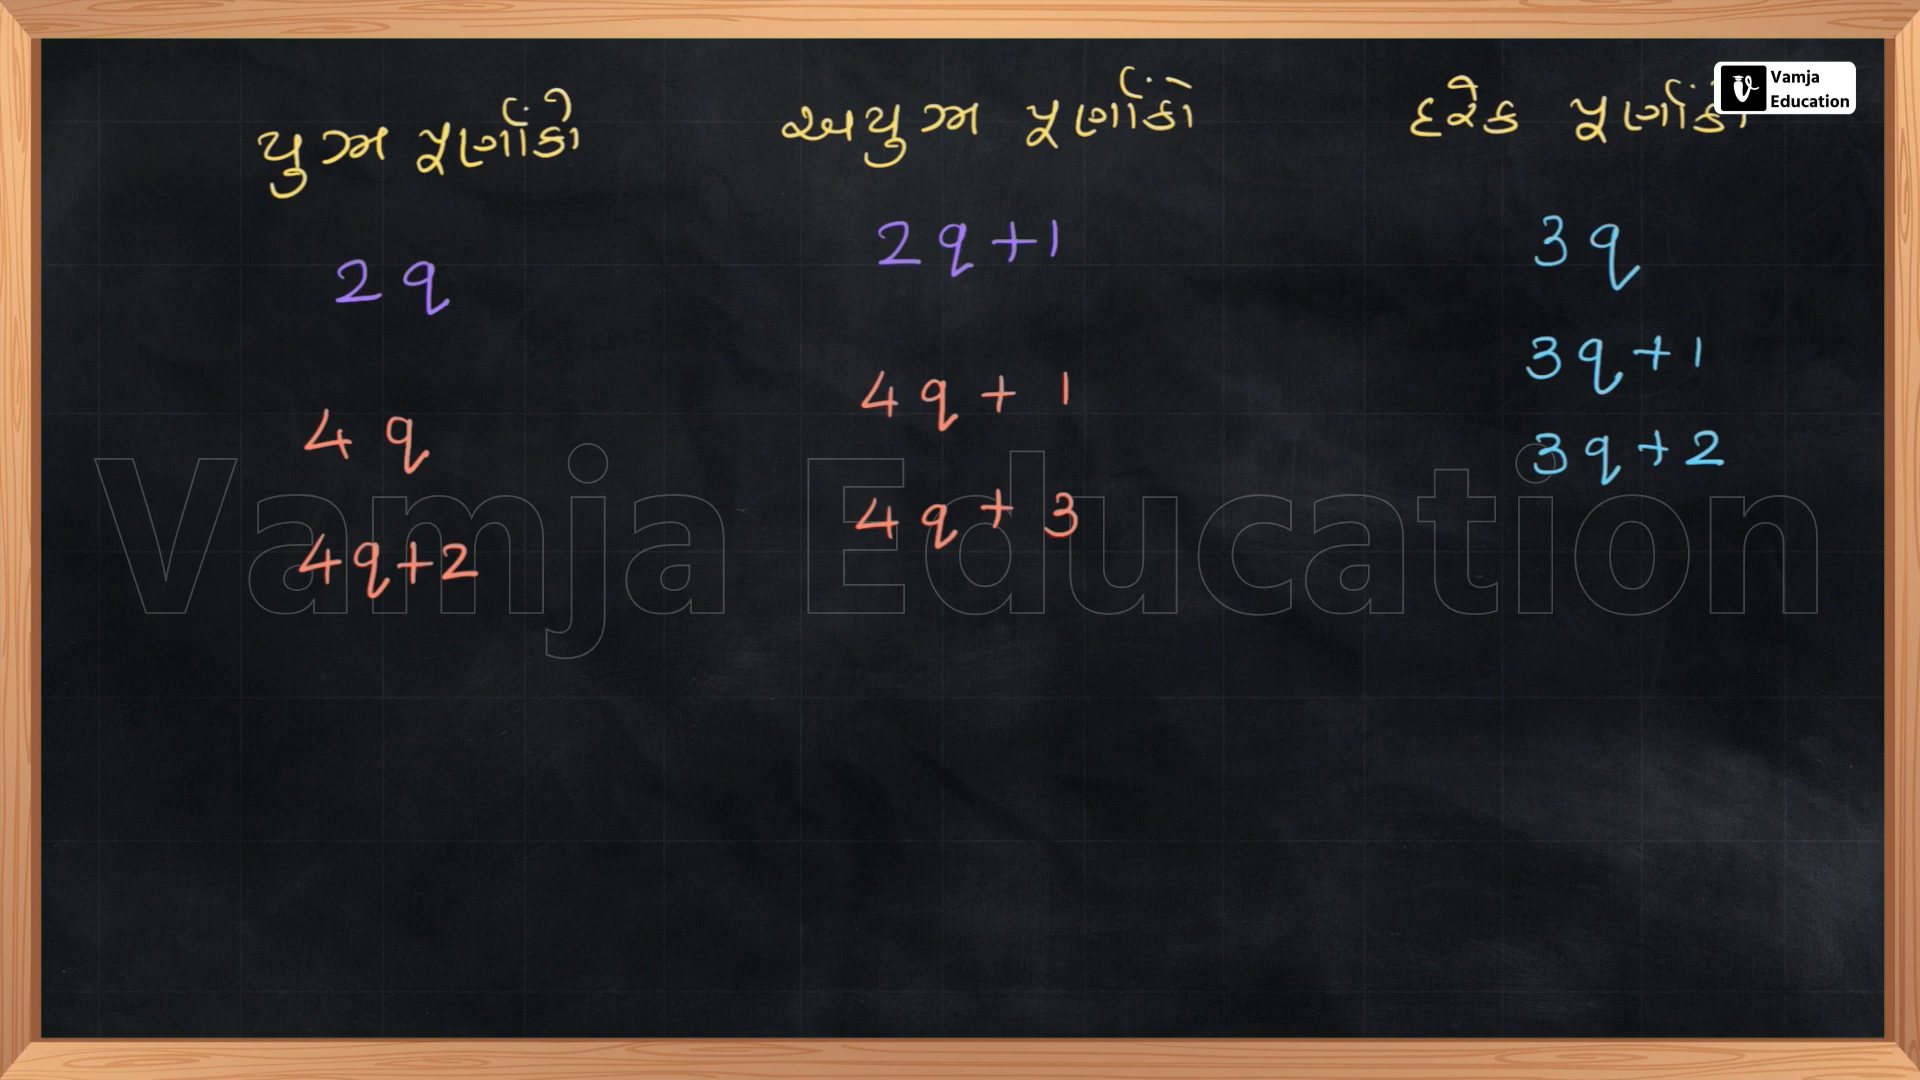 યુગ્મ પૂર્ણાંકો
2q
4q
4q+2
અયુગ્મ પૂર્ણાંકો
2q+1
4q+1
4q+3
દરેક પૂર્ણાંકો
3q
3q+1
3q+2
Vamja
Education
Vamja Education